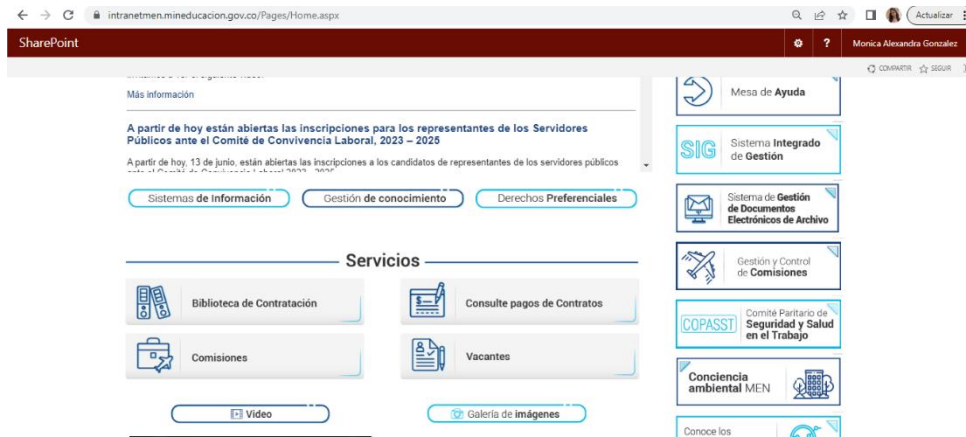 intranetmen.mineducacion.gov.co/Pages/Home.aspx
Actualizar
SharePoint
?
Monica Alexandra Gonzalez
COMPARTIR
SEGUIR
Más información
A partir de hoy están abiertas las inscripciones para los representantes de los Servidores
Públicos ante el Comité de Convivencia Laboral, 2023 – 2025
A partir de hoy, 13 de junio, están abiertas las inscripciones a los candidatos de representantes de los servidores públicos
Sistemas de Información
Gestión de conocimiento
Derechos Preferenciales
Servicios
Biblioteca de Contratación
Consulte pagos de Contratos
Comisiones
Vacantes
Video
Galería de imágenes
Mesa de Ayuda
SIG
Sistema Integrado
de Gestión
Sistema de Gestión
de Documentos
Electrónicos de Archivo
Gestión y Control
de Comisiones
COPASST
Comité Paritario de
Seguridad y Salud
en el Trabajo
Conciencia
ambiental MEN
Conoce los